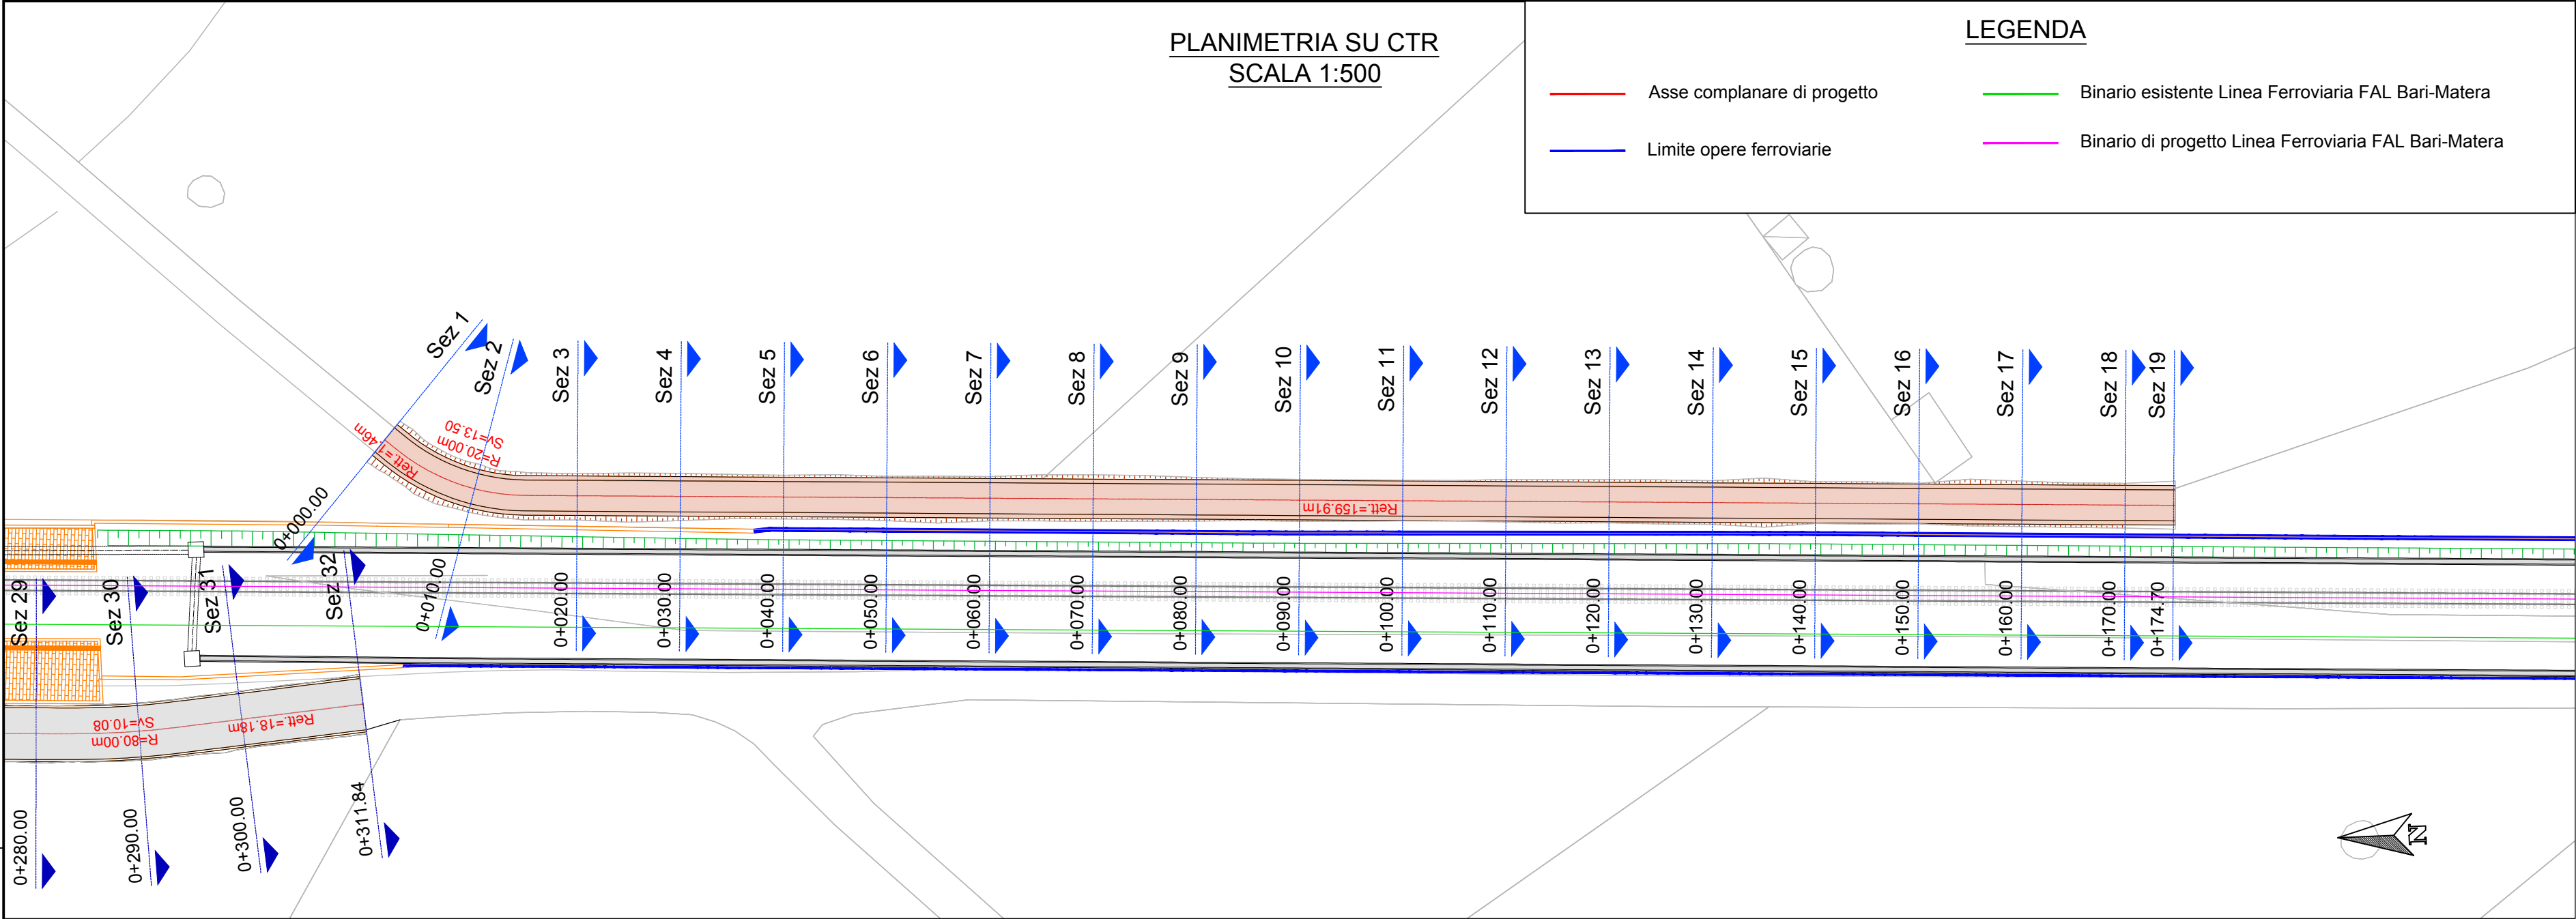 PLANIMETRIA SU CTR
SCALA 1:500
LEGENDA
Asse complanare di progetto
Binario esistente Linea Ferroviaria FAL Bari-Matera
Limite opere ferroviarie
Binario di progetto Linea Ferroviaria FAL Bari-Matera
Sez 1
Sez 2
Sez 3
Sez 4
Sez 5
Sez 6
Sez 7
Sez 8
Sez 9
Sez 10
Sez 11
Sez 12
Sez 13
Sez 14
Sez 15
Sez 16
Sez 17
Sez 18
Sez 19
R=20.00m
Sv=13.50
Rett.=159.91m
0+000.00
0+010.00
0+020.00
0+030.00
0+040.00
0+050.00
0+060.00
0+070.00
0+080.00
0+090.00
0+100.00
0+110.00
0+120.00
0+130.00
0+140.00
0+150.00
0+160.00
0+170.00
0+174.70
Sez 29
Sez 30
Sez 31
Sez 32
R=80.00m
Sv=10.08
Rett.=18.18m
0+280.00
0+290.00
0+300.00
0+311.84
N